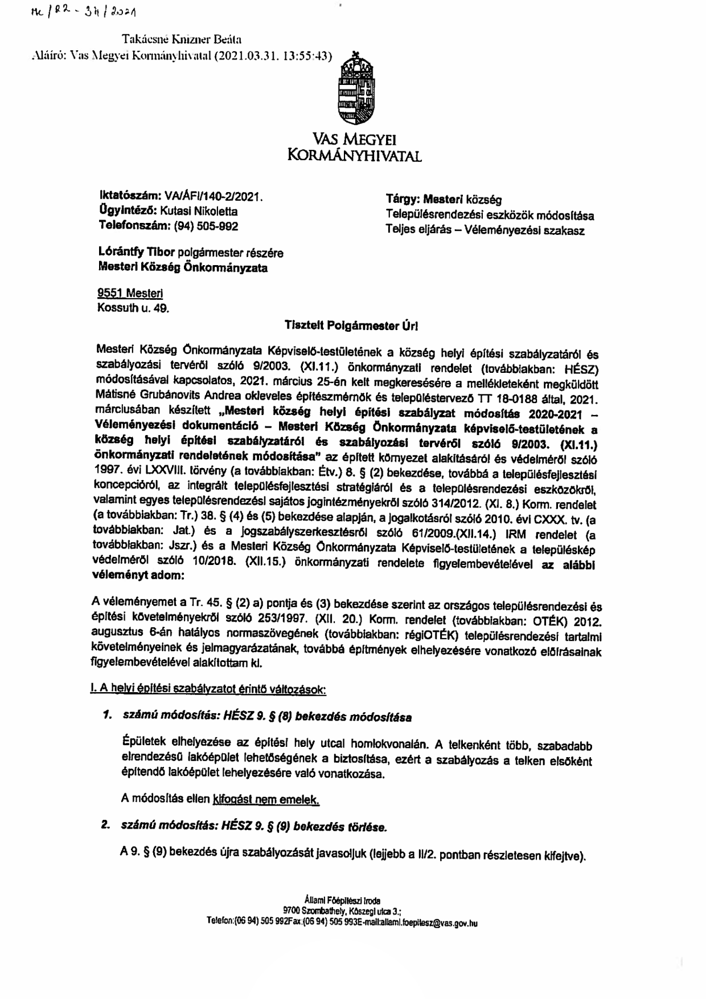 Me/22-34/2021
Takácsné Knizner Beáta
Aláíró: Vas Megyei Kormányhivatal (2021.03.31. 13:55:43)
VAS MEGYEI
KORMÁNYHIVATAL
Iktatószám: VA/ÁFI/140-2/2021.
Ügyintéző: Kutasi Nikoletta
Telefonszám: (94) 505-992
Tárgy: Mesteri község
Településrendezési eszközök módosítása
Teljes eljárás – Véleményezési szakasz
Lórántfy Tibor polgármester részére
Mesteri Község Önkormányzata
9551 Mesteri
Kossuth u. 49.
Tisztelt Polgármester Úr!
Mesteri Község Önkormányzata Képviselő-testületének a község helyi építési szabályzatáról és
szabályozási tervéről szóló 9/2003. (XI.11.) önkormányzati rendelet (továbbiakban: HÉSZ)
módosításával kapcsolatos, 2021. március 25-én kelt megkeresésére a mellékleteként megküldött
Mátisné Grubánovits Andrea okleveles építészmérnök és településtervező TT 18-0188 által, 2021.
márciusában készített „Mesteri község helyi építési szabályzat módosítás 2020-2021 –
Véleményezési dokumentáció – Mesteri Község Önkormányzata képviselő-testületének a
község helyi építési szabályzatáról és szabályozási tervéről szóló 9/2003. (XI.11.)
önkormányzati rendeletének módosítása" az épített környezet alakításáról és védelméről szóló
1997. évi LXXVIII. törvény (a továbbiakban: Étv.) 8. § (2) bekezdése, továbbá a településfejlesztési
koncepcióról, az integrált településfejlesztési stratégiáról és a településrendezési eszközökről,
valamint egyes településrendezési sajátos jogintézményekről szóló 314/2012. (XI. 8.) Korm. rendelet
(a továbbiakban: Tr.) 38. § (4) és (5) bekezdése alapján, a jogalkotásról szóló 2010. évi CXXX. tv. (a
továbbiakban: Jat.) és a jogszabályszerkesztésről szóló 61/2009.(XII.14.) IRM rendelet (a
továbbiakban: Jszr.) és a Mesteri Község Önkormányzata Képviselő-testületének a településkép
védelméről szóló 10/2018. (XII.15.) önkormányzati rendelete figyelembevételével az alábbi
véleményt adom:
A véleményemet a Tr. 45. § (2) a) pontja és (3) bekezdése szerint az országos településrendezési és
építési követelményekről szóló 253/1997. (XII. 20.) Korm. rendelet (továbbiakban: OTÉK) 2012.
augusztus 6-án hatályos normaszövegének (továbbiakban: régiOTÉK) településrendezési tartalmi
követelményeinek és jelmagyarázatának, továbbá építmények elhelyezésére vonatkozó előírásainak
figyelembevételével alakítottam ki.
I. A helyi építési szabályzatot érintő változások:
1. számú módosítás: HÉSZ 9. § (8) bekezdés módosítása
Épületek elhelyezése az építési hely utcai homlokvonalán. A telkenként több, szabadabb
elrendezésű lakóépület lehetőségének a biztosítása, ezért a szabályozás a telken elsőként
építendő lakóépület lehelyezésére való vonatkozása.
A módosítás ellen kifogást nem emelek.
2. számú módosítás: HÉSZ 9. § (9) bekezdés törlése.
A 9. § (9) bekezdés újra szabályozását javasoljuk (lejjebb a II/2. pontban részletesen kifejtve).
Állami Főépítészi Iroda
9700 Szombathely, Kőszegi utca 3.;
Telefon:(06 94) 505 992Fax:(06 94) 505 993E-mail:allami.foepitesz@vas.gov.hu